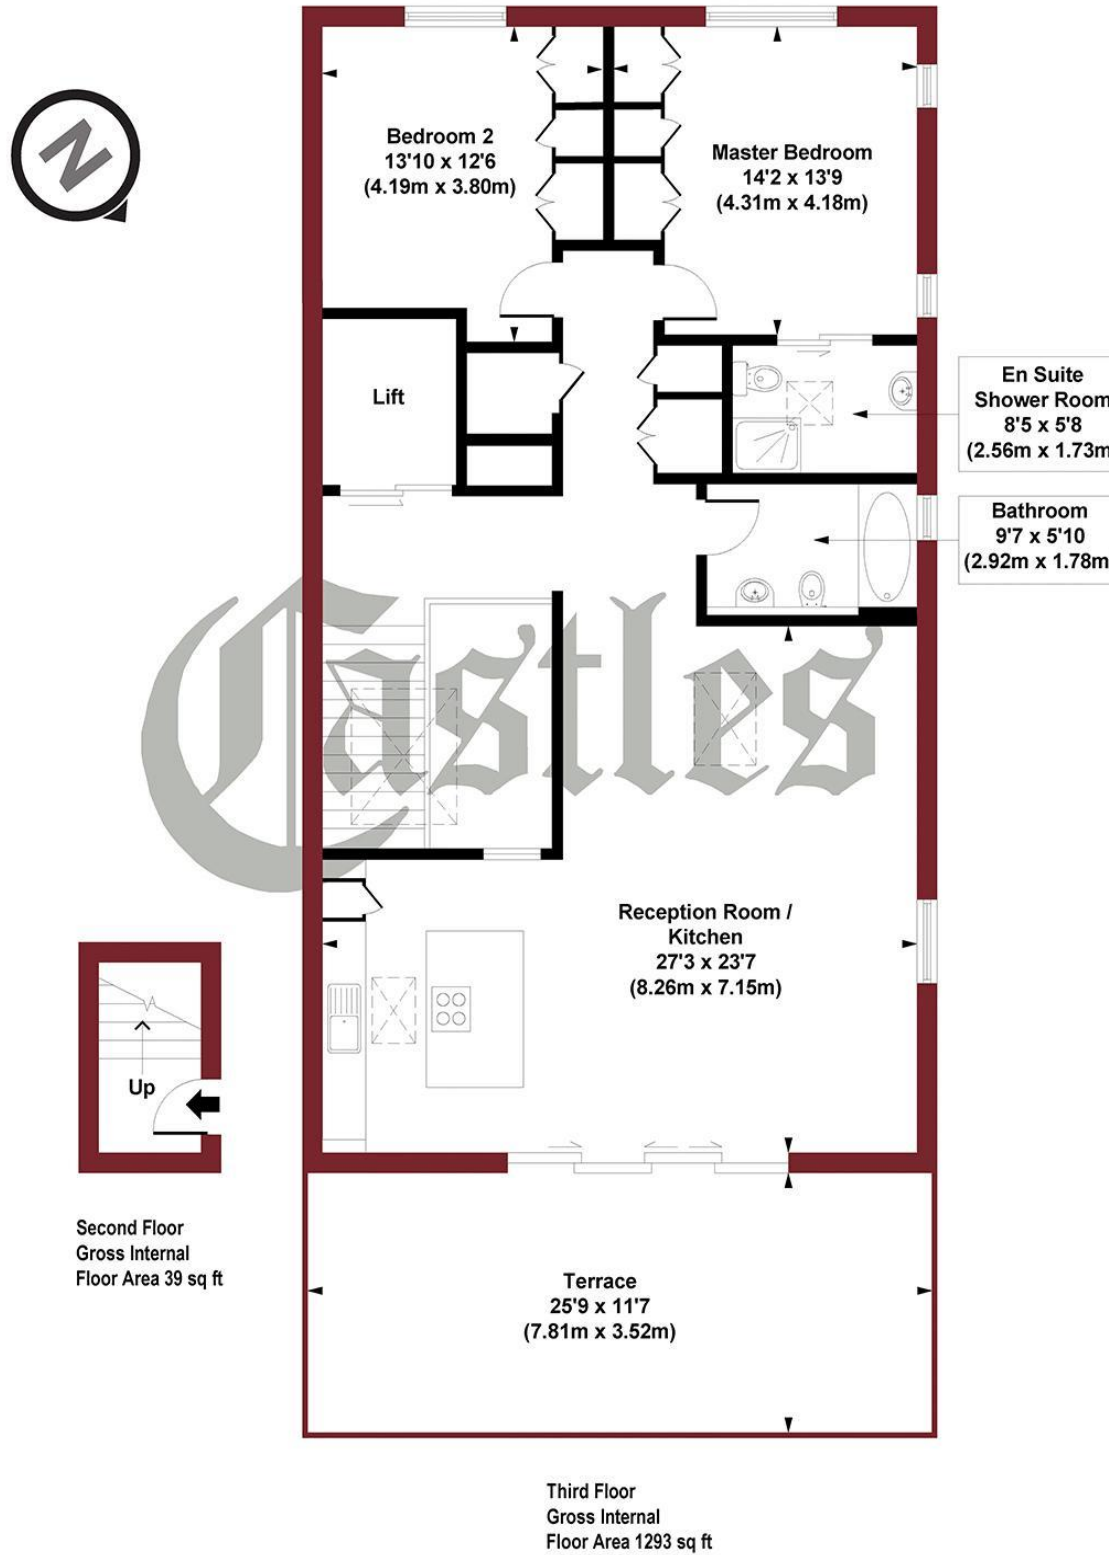 N
Bedroom 2
13'10 x 12'6
(4.19m x 3.80m)
Master Bedroom
14'2 x 13'9
(4.31m x 4.18m)
Lift
En Suite
Shower Room
8'5 x 5'8
(2.56m x 1.73m
Bathroom
9'7 x 5'10
(2.92m x 1.78m
Castles
Reception Room /
Kitchen
27'3 x 23'7
(8.26m x 7.15m)
Up
Second Floor
Gross Internal
Floor Area 39 sq ft
Terrace
25'9 x 11'7
(7.81m x 3.52m)
Third Floor
Gross Internal
Floor Area 1293 sq ft